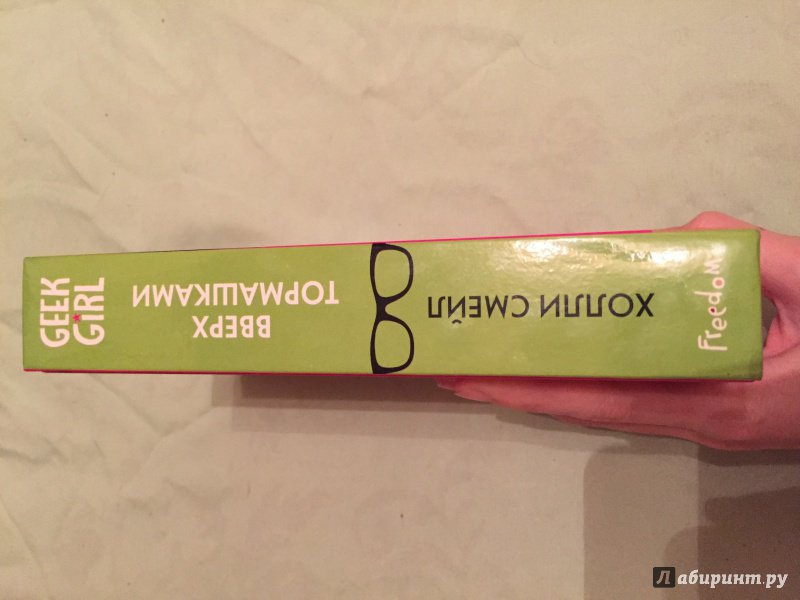 ХОЛЛИ СМЕЙЛ
ВВЕРХ
ТОРМАШКАМИ
GEEK
GIRL
Freedom
Лабиринт.ру